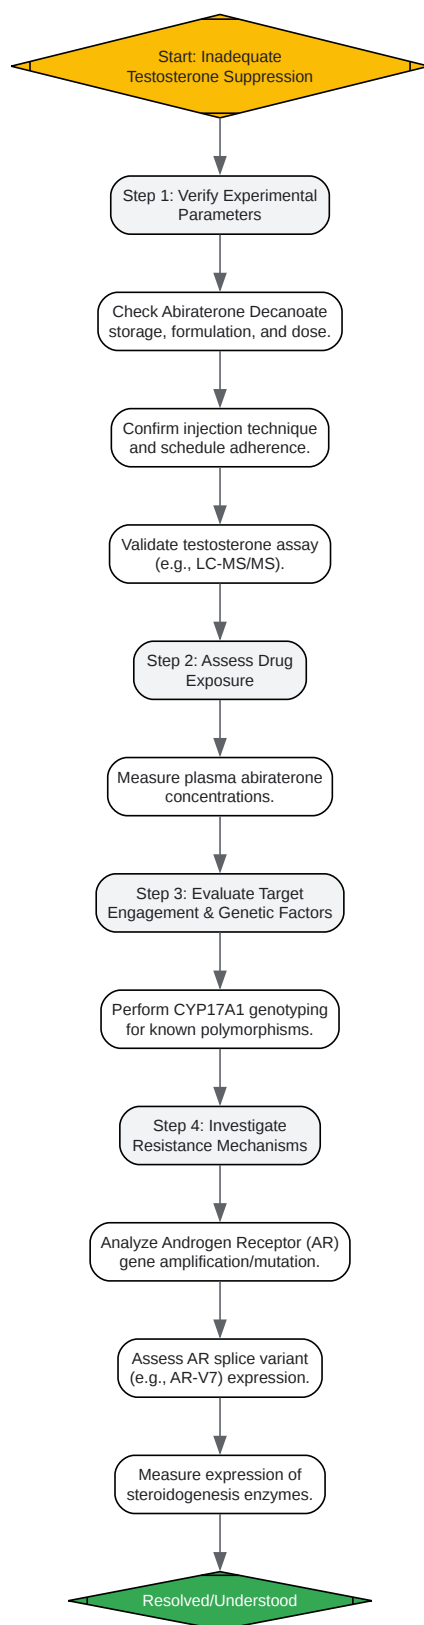 Start: Inadequate
Testosterone Suppression
Step 1: Verify Experimental
Parameters
Check Abiraterone Decanoate
storage, formulation, and dose.
Confirm injection technique
and schedule adherence.
Validate testosterone assay
(e.g., LC-MS/MS).
Step 2: Assess Drug
Exposure
Measure plasma abiraterone
concentrations.
Step 3: Evaluate Target
Engagement & Genetic Factors
Perform CYP17A1 genotyping
for known polymorphisms.
Step 4: Investigate
Resistance Mechanisms
Analyze Androgen Receptor (AR)
gene amplification/mutation.
Assess AR splice variant
(e.g., AR-V7) expression.
Measure expression of
steroidogenesis enzymes.
Resolved/Understood